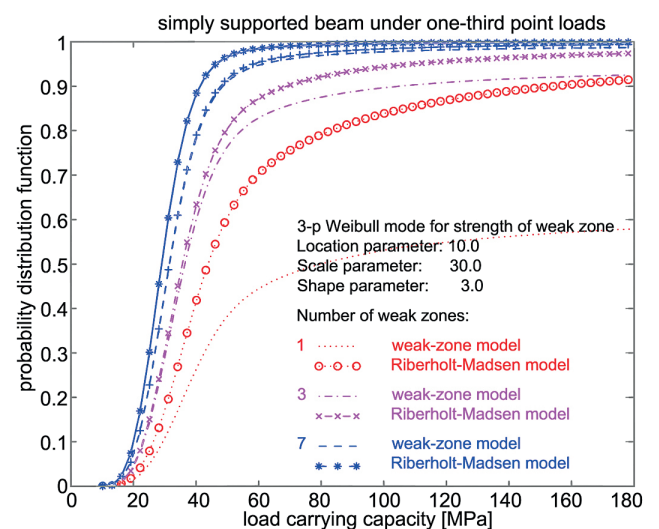 simply supported beam under one-third point loads
1
0.9
0.8
0.7
0.6
0.5
0.4
0.3
0.2
0.1
0
probability distribution function
3-p Weibull mode for strength of weak zone
Location parameter: 10.0
Scale parameter: 30.0
Shape parameter: 3.0
Number of weak zones:
1 weak-zone model
Riberholt-Madsen model
3 weak-zone model
Riberholt-Madsen model
7 weak-zone model
Riberholt-Madsen model
0 20 40 60 80 100 120 140 160 180
load carrying capacity [MPa]